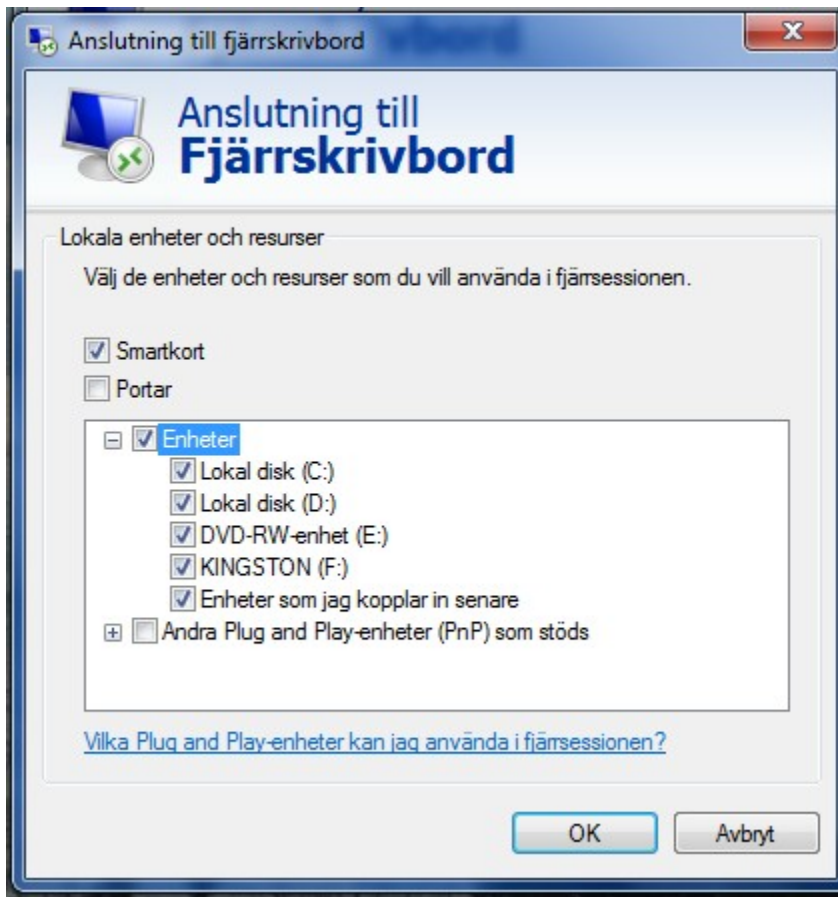 Anslutning till fjärrskrivbord
Anslutning till
Fjärrskrivbord
Lokala enheter och resurser
Välj de enheter och resurser som du vill använda i fjärrsessionen.
Smartkort
Portar
Enheter
Lokal disk (C:)
Lokal disk (D:)
DVD-RW-enhet (E:)
KINGSTON (F:)
Enheter som jag kopplar in senare
Andra Plug and Play-enheter (PnP) som stöds
Vilka Plug and Play-enheter kan jag använda i fjärrsessionen?
OK Avbryt